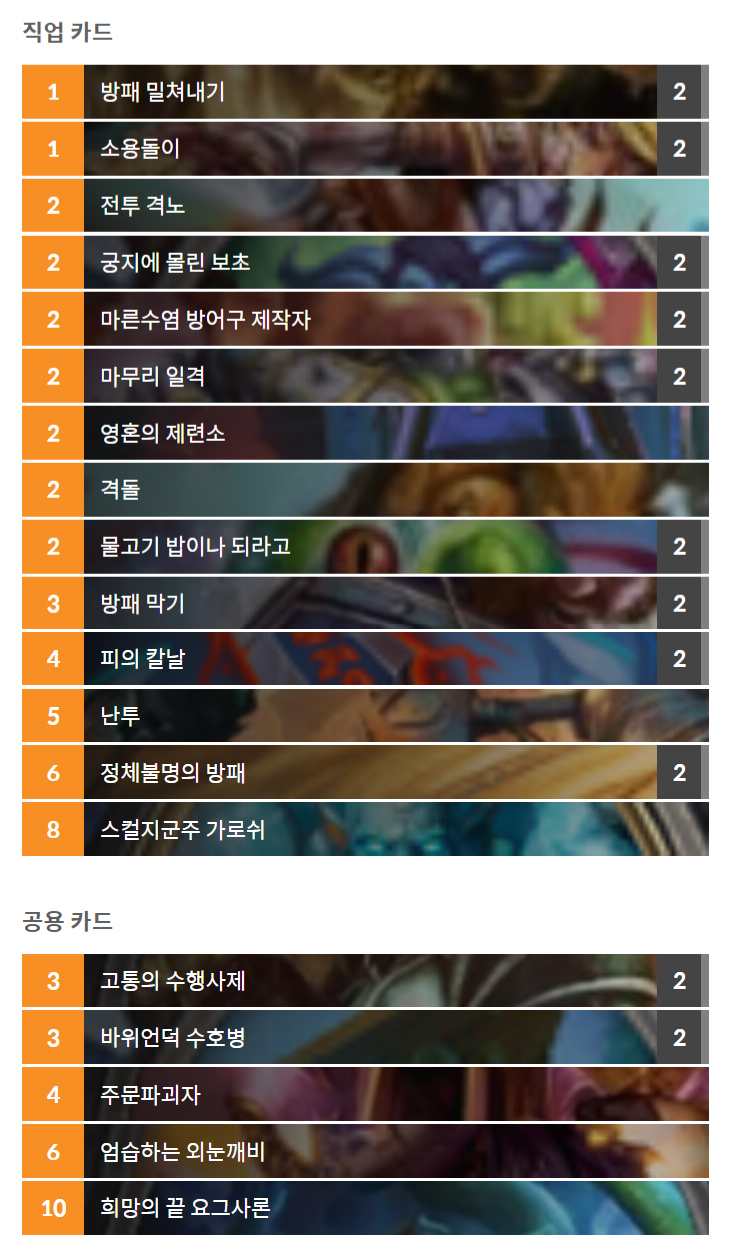 직업 카드
1 방패 밀쳐내기 2
1 소용돌이 2
2 전투 격노
2 궁지에 몰린 보초 2
2 마른수염 방어구 제작자 2
2 마무리 일격 2
2 영혼의 제련소
2 격돌
2 물고기 밥이나 되라고 2
3 방패 막기 2
4 피의 칼날 2
5 난투
6 정체불명의 방패 2
8 스컬지군주 가로쉬
공용 카드
3 고통의 수행사제 2
3 바위언덕 수호병 2
4 주문파괴자
6 엄습하는 외눈깨비
10 희망의 끝 요그사론